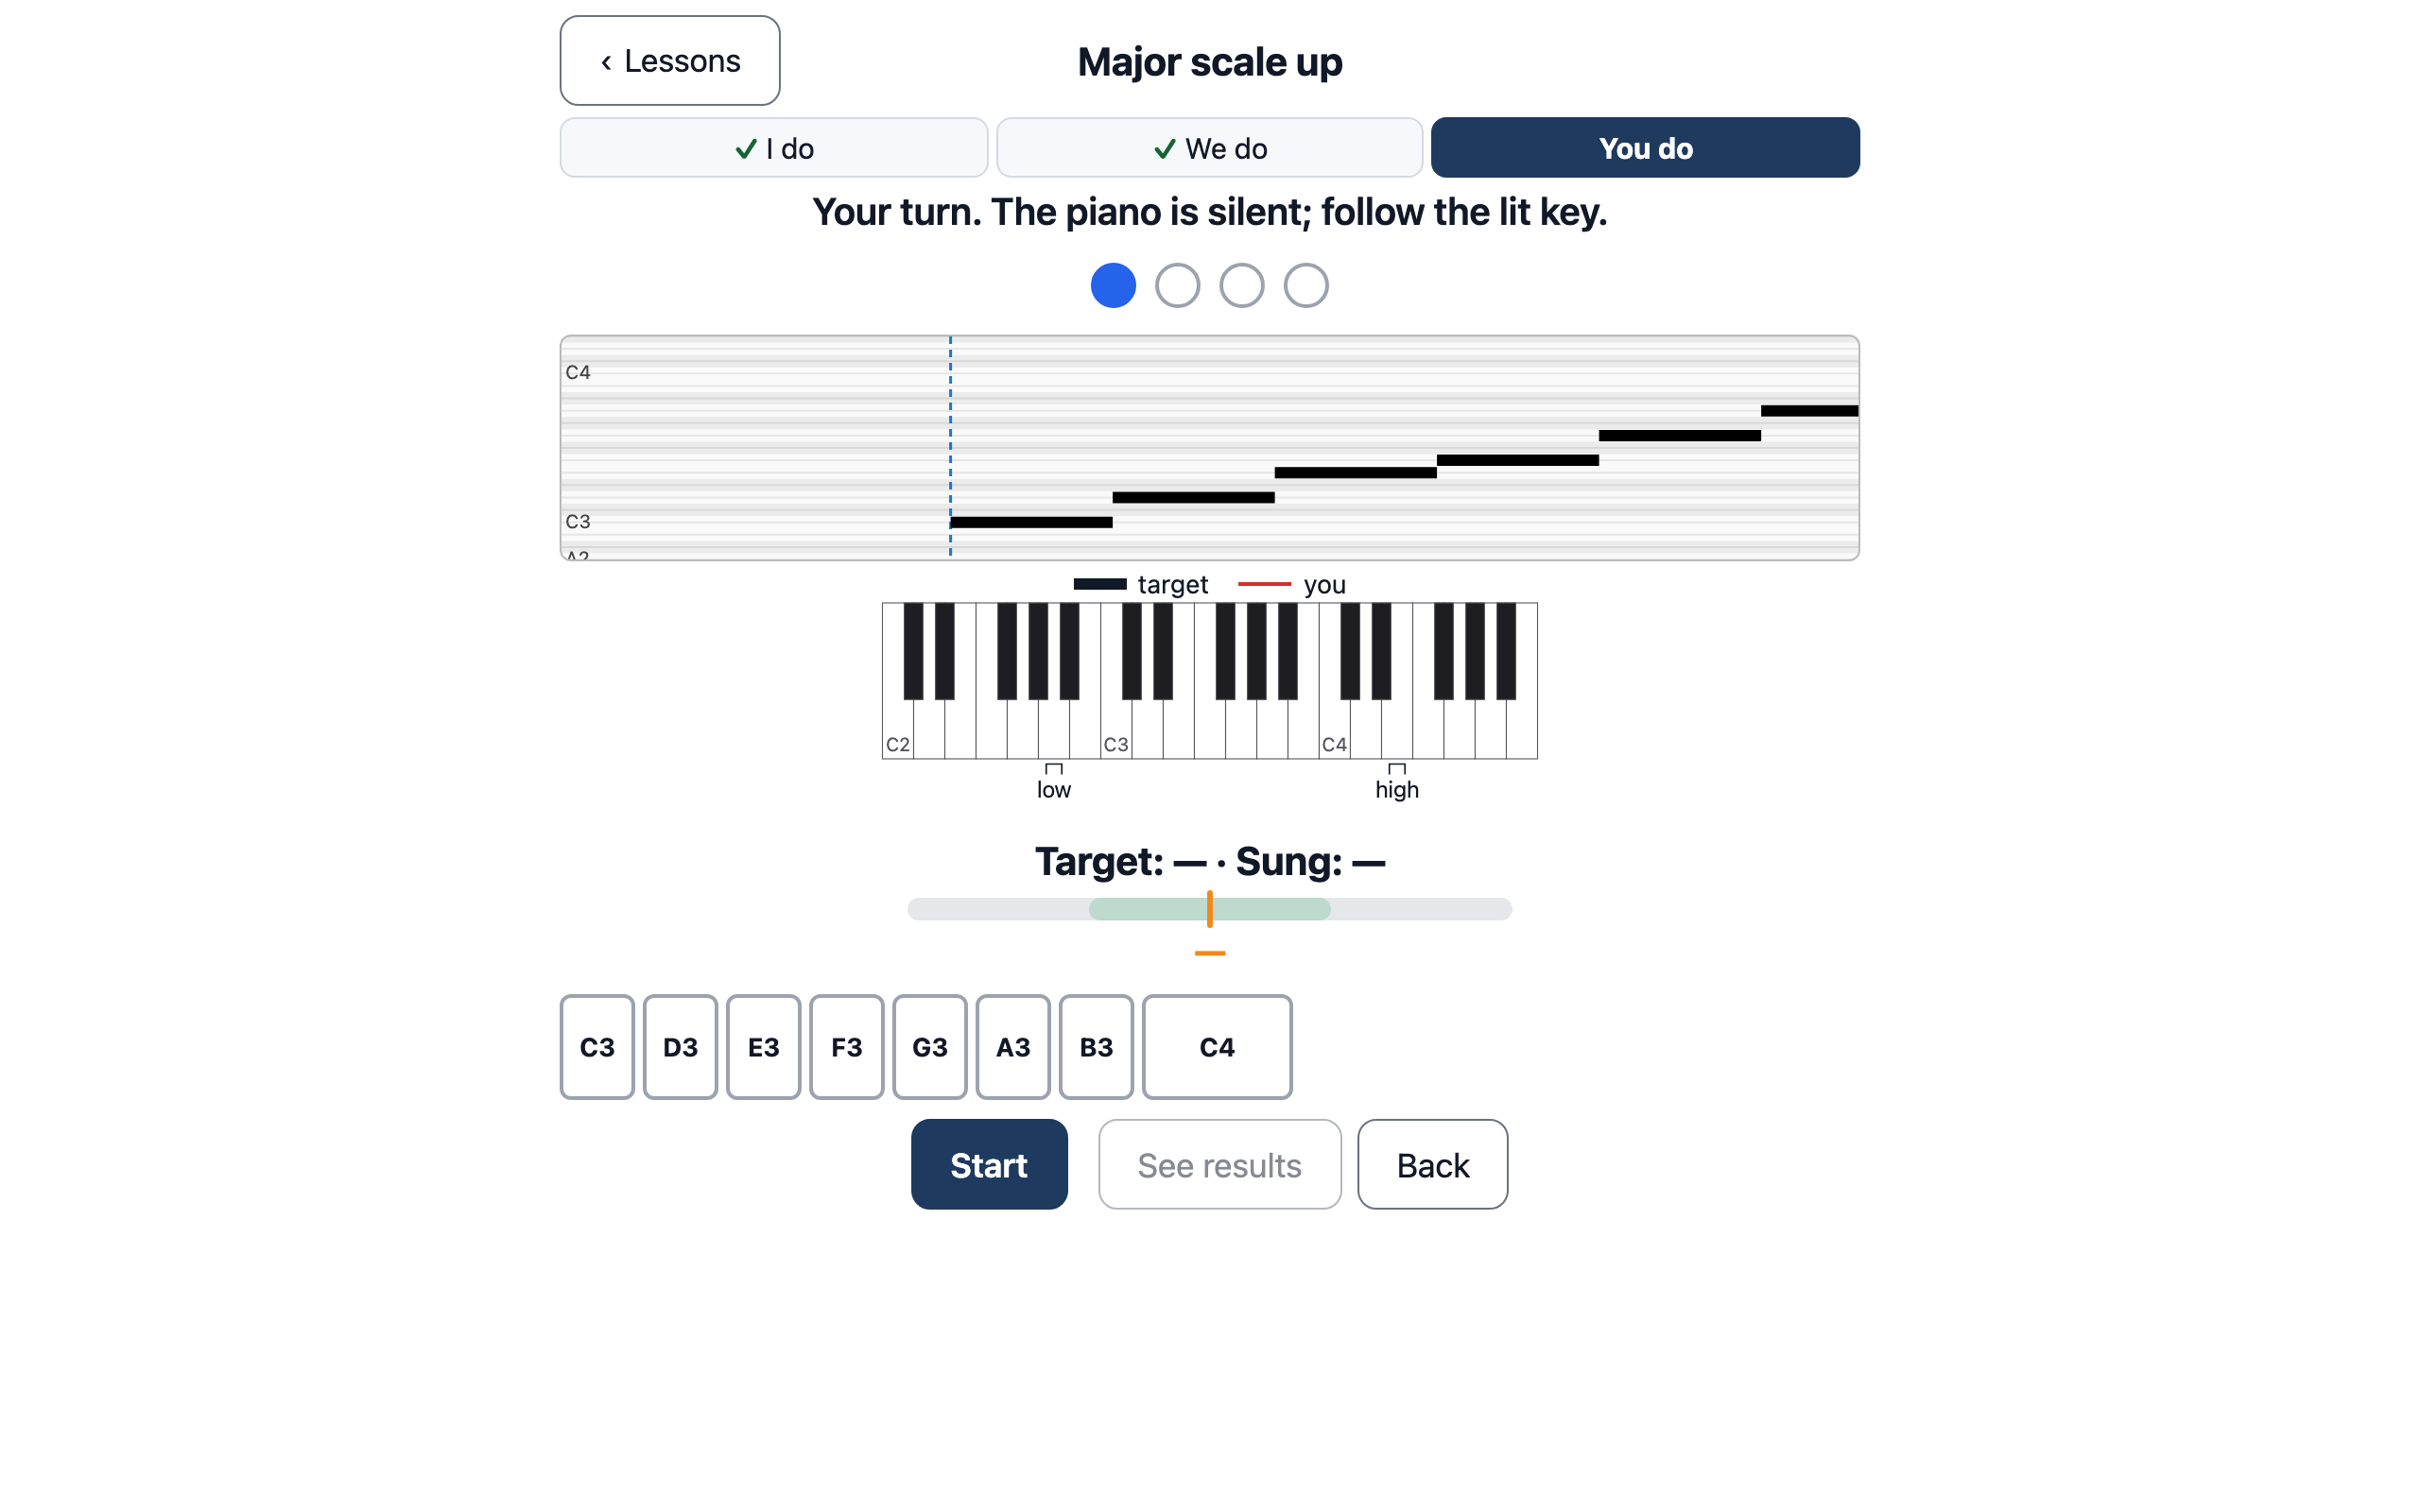 ‹ Lessons
Major scale up
✓ I do
✓ We do
You do
Your turn. The piano is silent; follow the lit key.
C4
C3
A2
target
you
C2
C3
C4
low
high
Target: — · Sung: —
—
C3 D3 E3 F3 G3 A3 B3 C4
Start
See results
Back